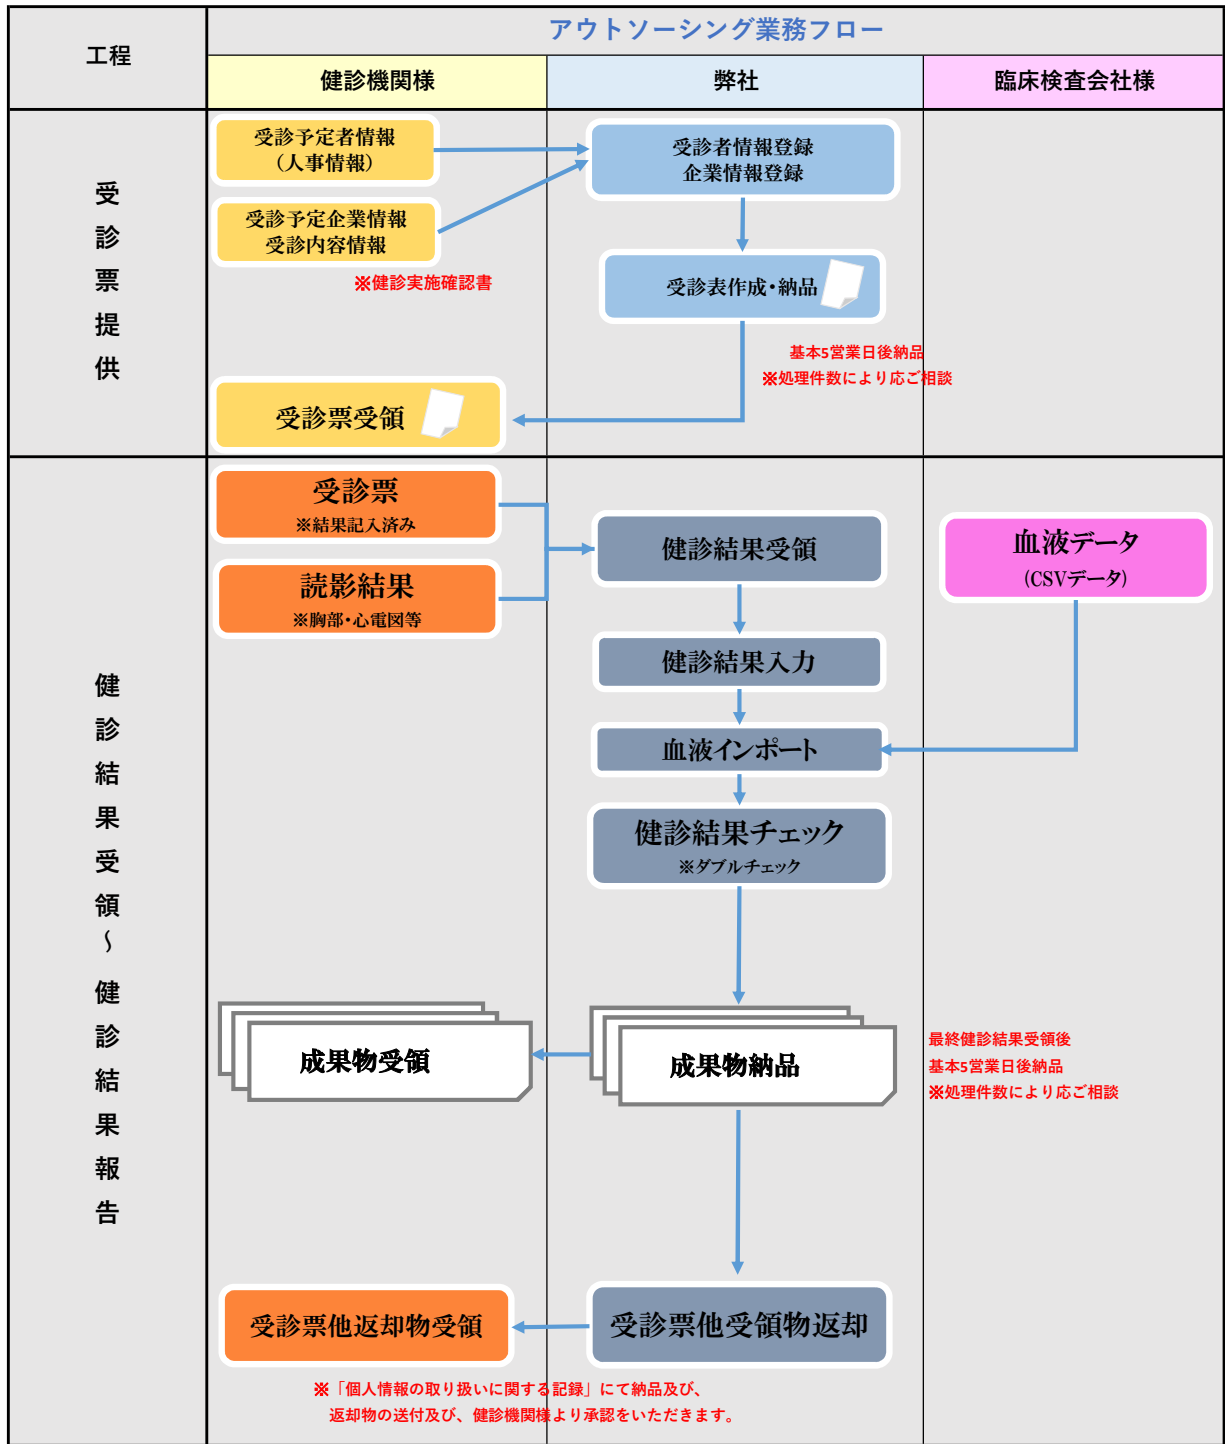 工程
アウトソーシング業務フロー
健診機関様
弊社
臨床検査会社様
受診票提供
受診予定者情報
(人事情報)
受診予定企業情報
受診内容情報
※健診実施確認書
受診者情報登録
企業情報登録
受診表作成・納品
基本5営業日後納品
※処理件数により応ご相談
受診票受領
健診結果受領～健診結果報告
受診票
※結果記入済み
読影結果
※胸部・心電図等
健診結果受領
血液データ
(CSVデータ)
健診結果入力
血液インポート
健診結果チェック
※ダブルチェック
成果物受領
成果物納品
最終健診結果受領後
基本5営業日後納品
※処理件数により応ご相談
受診票他返却物受領
受診票他受領物返却
※「個人情報の取り扱いに関する記録」にて納品及び、
返却物の送付及び、健診機関様より承認をいただきます。